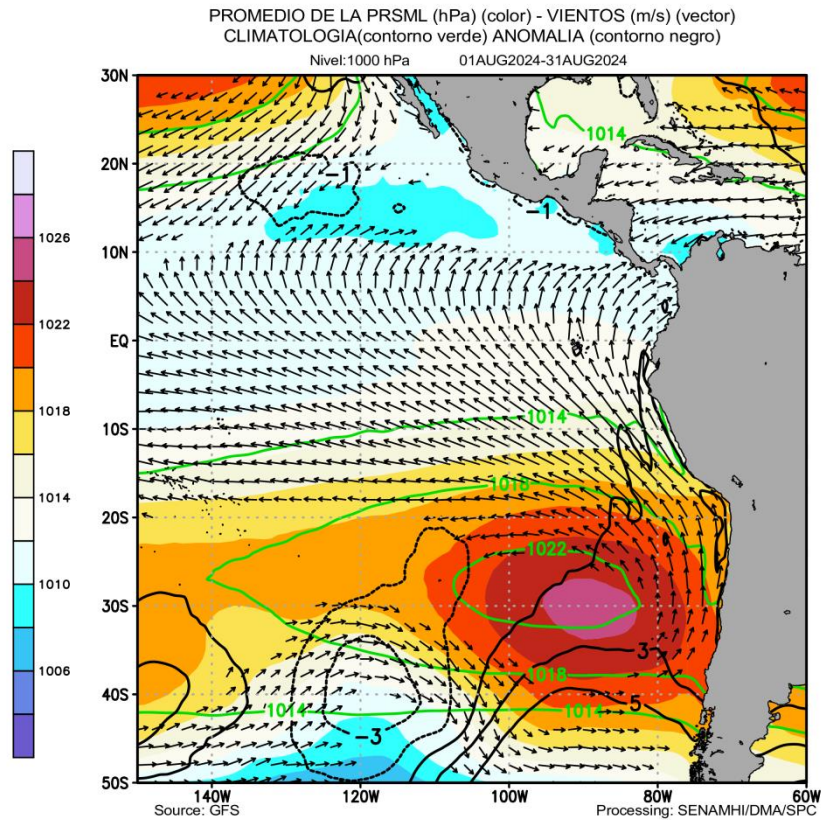 PROMEDIO DE LA PRSML (hPa) (color) - VIENTOS (m/s) (vector)
CLIMATOLOGIA(contorno verde) ANOMALIA (contorno negro)
Nivel:1000 hPa 01AUG2024-31AUG2024
30N
20N
10N
EQ
10S
20S
30S
40S
50S
140W 120W 100W 80W 60W
1026
1022
1018
1014
1010
1006
1014
-1
-1
1014
1018
1022
3
1018
5
1014
1014
-3
Source: GFS
Processing: SENAMHI/DMA/SPC